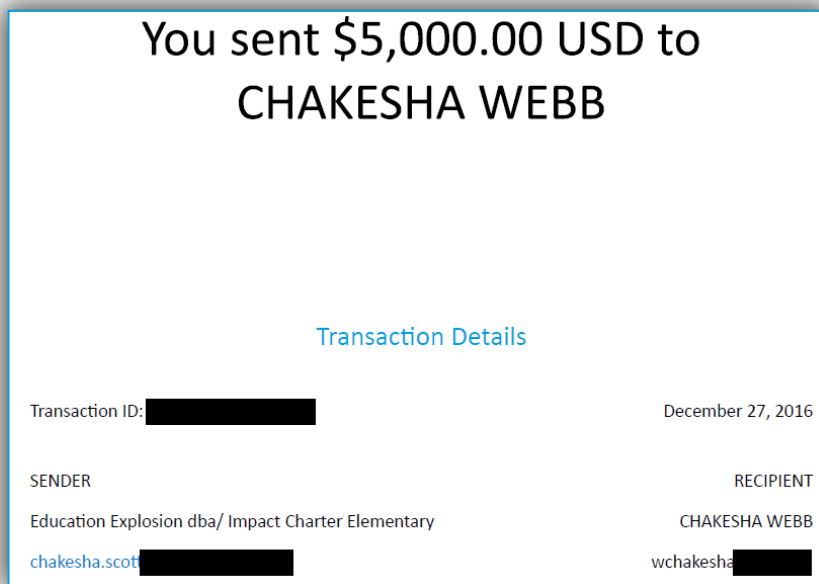 You sent $5,000.00 USD to
CHAKESHA WEBB
Transaction Details
Transaction ID:
December 27, 2016
SENDER
RECIPIENT
Education Explosion dba/ Impact Charter Elementary
CHAKESHA WEBB
chakesha.scott
wchakesha